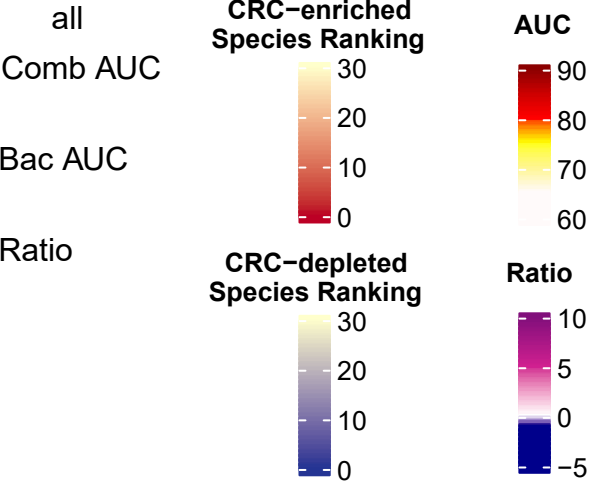 all
Comb AUC
Bac AUC
Ratio
CRC−enriched
Species Ranking
30
20
10
0
CRC−depleted
Species Ranking
30
20
10
0
AUC
90
80
70
60
Ratio
10
5
0
−5